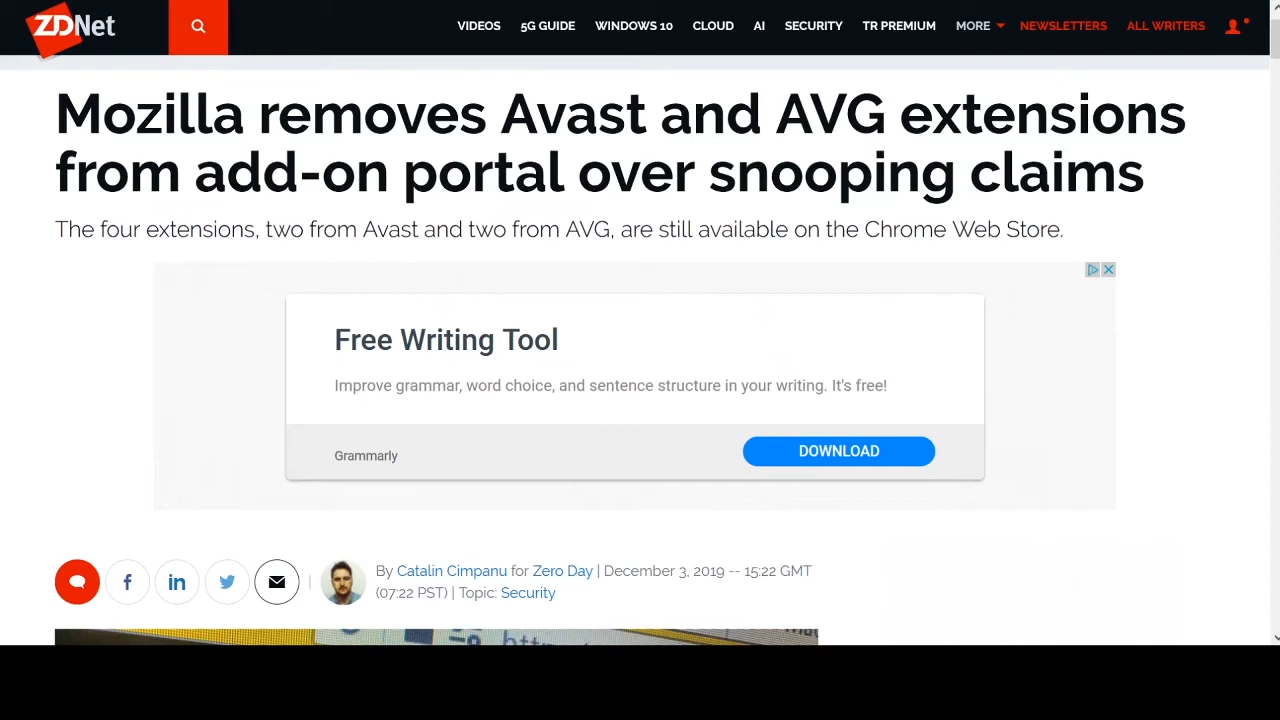 ZDNet
VIDEOS 5G GUIDE WINDOWS 10 CLOUD AI SECURITY TR PREMIUM MORE NEWSLETTERS ALL WRITERS
Mozilla removes Avast and AVG extensions
from add-on portal over snooping claims
The four extensions, two from Avast and two from AVG, are still available on the Chrome Web Store.
Free Writing Tool
Improve grammar, word choice, and sentence structure in your writing. It's free!
Grammarly
DOWNLOAD
f in
By Catalin Cimpanu for Zero Day | December 3, 2019 -- 15:22 GMT
(07:22 PST) | Topic: Security